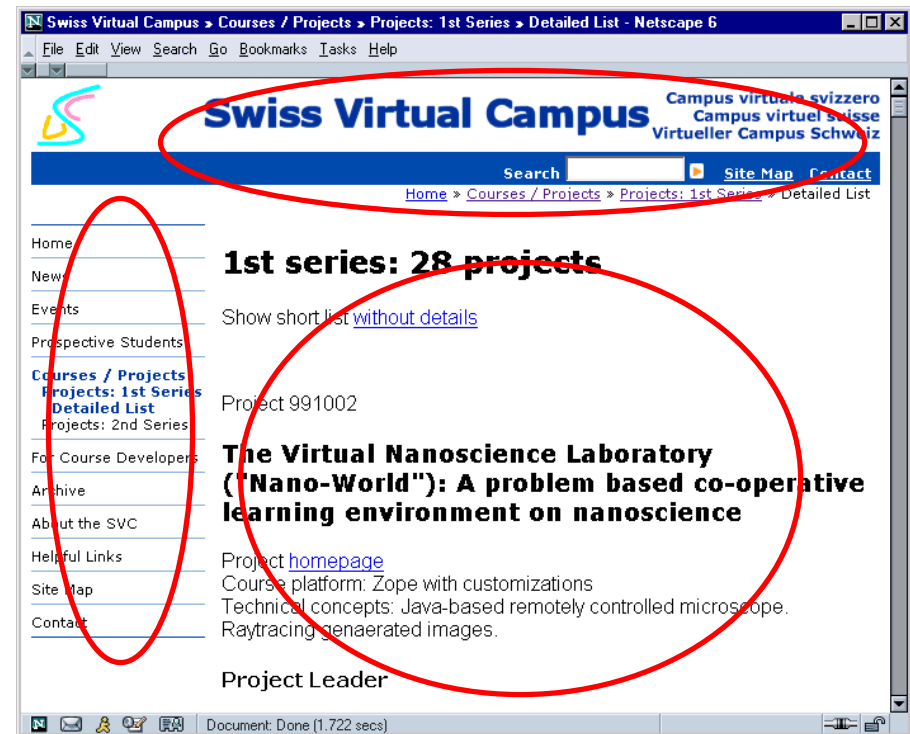 Swiss Virtual Campus » Courses / Projects » Projects: 1st Series » Detailed List - Netscape 6
File Edit View Search Go Bookmarks Tasks Help
Swiss Virtual Campus
Campus virtuale svizzero
Campus virtuel suisse
Virtueller Campus Schweiz
Search Site Map Contact
Home » Courses / Projects » Projects: 1st Series » Detailed List
Home
News
Events
Prospective Students
Courses / Projects
Projects: 1st Series
Detailed List
Projects: 2nd Series
For Course Developers
Archive
About the SVC
Helpful Links
Site Map
Contact
1st series: 28 projects
Show short list without details
Project 991002
The Virtual Nanoscience Laboratory
("Nano-World"): A problem based co-operative
learning environment on nanoscience
Project homepage
Course platform: Zope with customizations
Technical concepts: Java-based remotely controlled microscope.
Raytracing genaerated images.
Project Leader
Document: Done (1.722 secs)